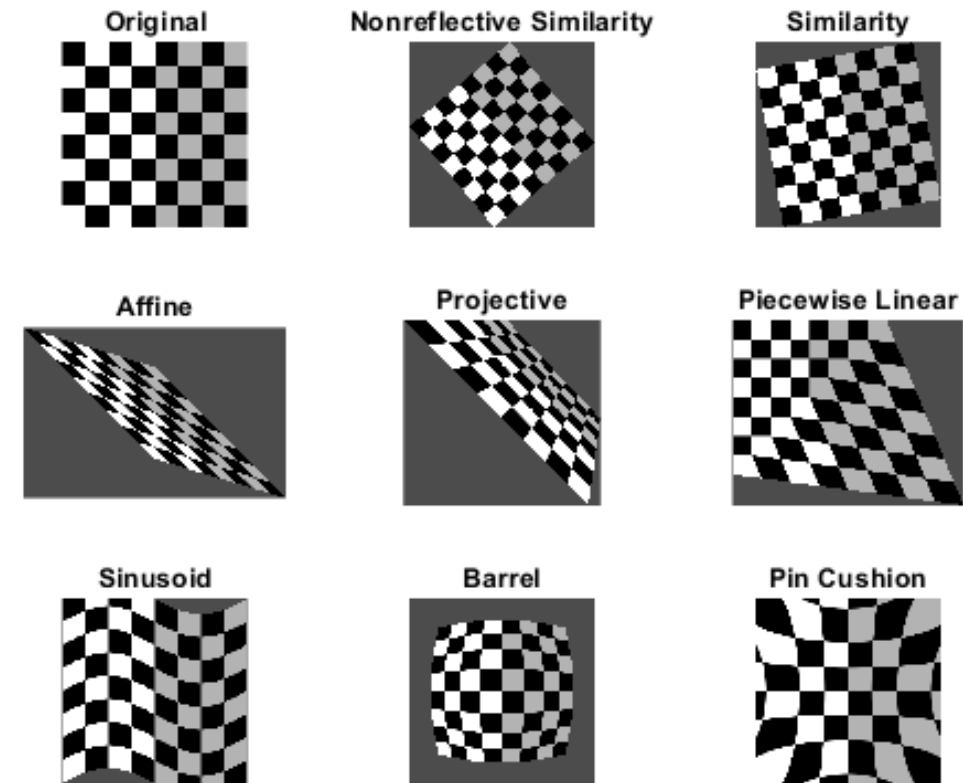 Original
Nonreflective Similarity
Similarity
Affine
Projective
Piecewise Linear
Sinusoid
Barrel
Pin Cushion